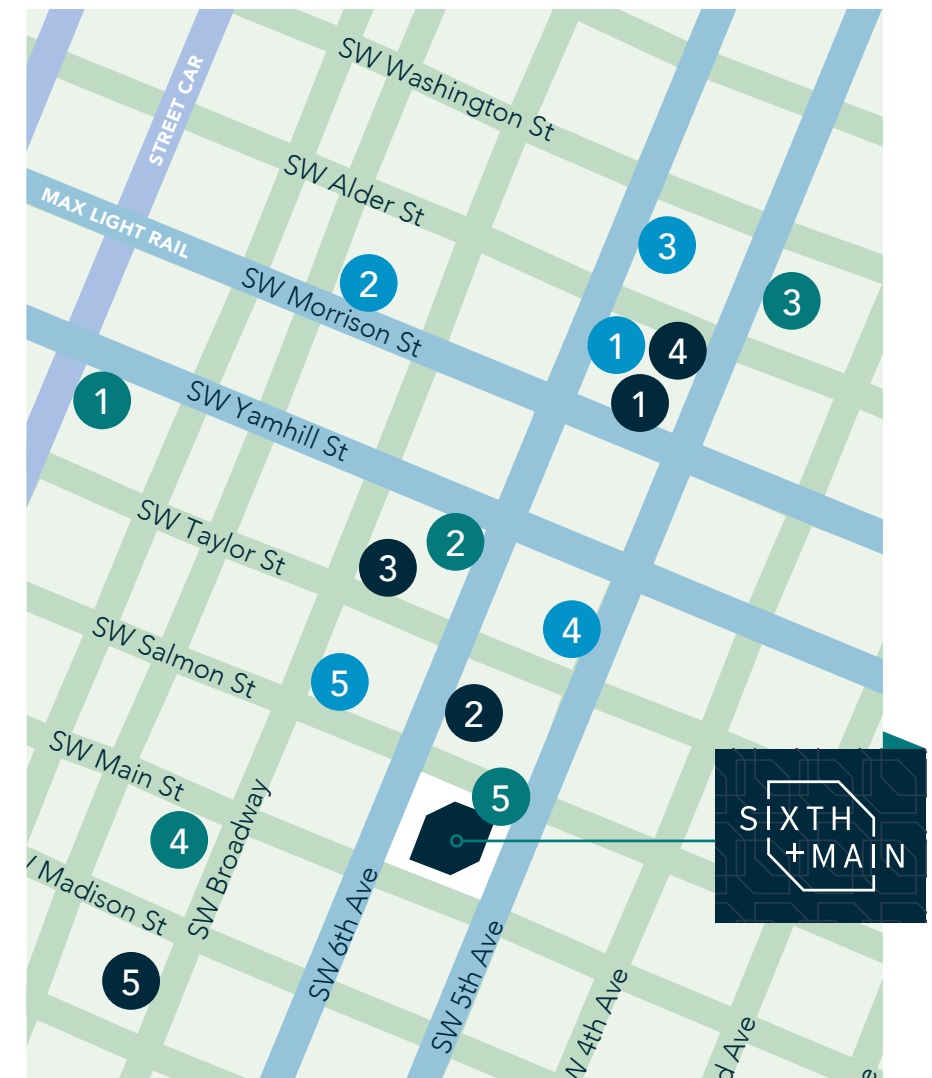 SW Washington St
STREET CAR
SW Alder St
MAX LIGHT RAIL
3
2
SW Morrison St
3
1
4
1
1
SW Yamhill St
SW Taylor St
2
3
4
SW Salmon St
5
2
SW Main St
5
4
SIXTH
+MAIN
SW Broadway
Madison St
SW 6th Ave
5
SW 5th Ave
4th Ave
Ave